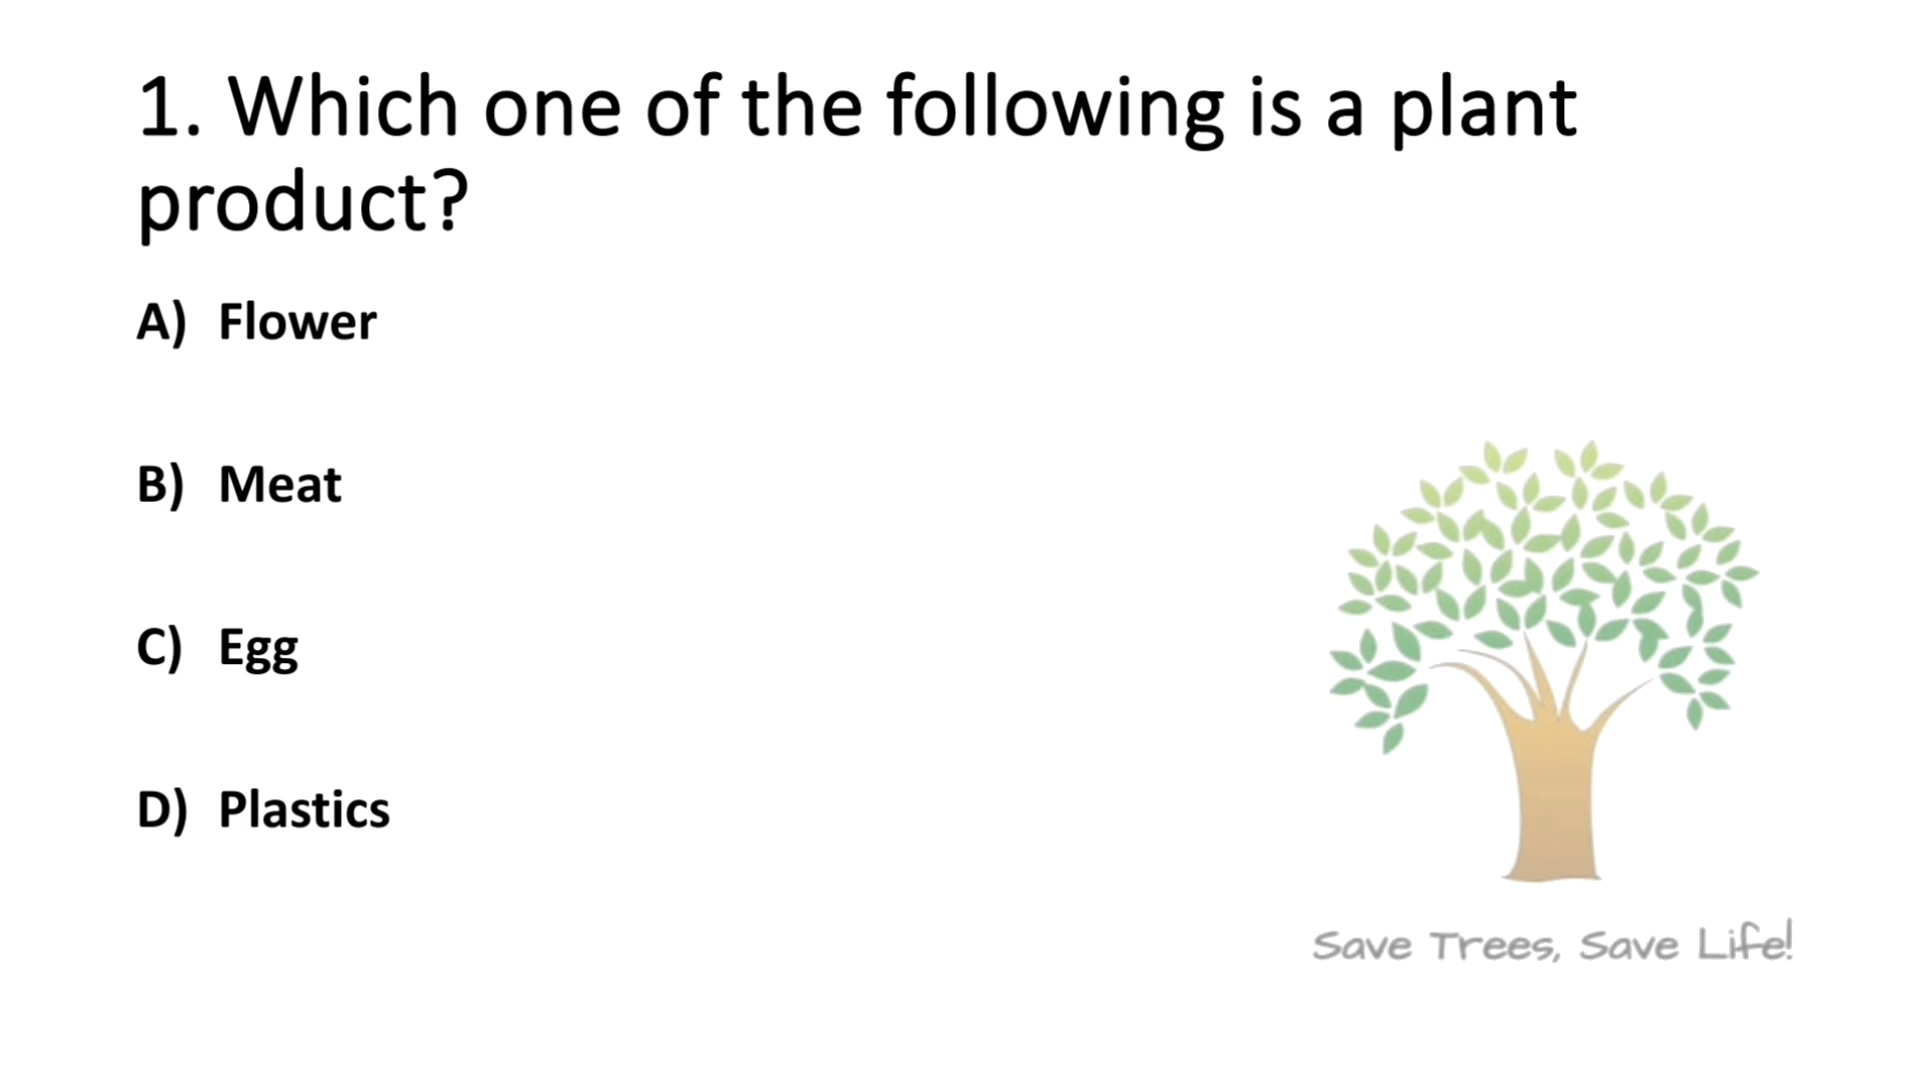 1. Which one of the following is a plant
product?
A) Flower
B) Meat
C) Egg
D) Plastics
Save Trees, Save Life!